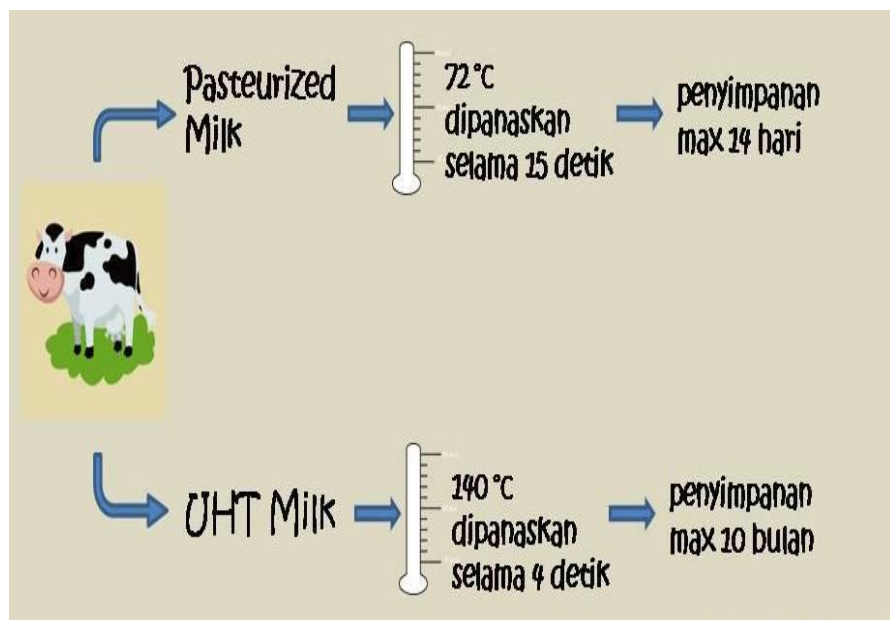 Pasteurized
Milk
72 °C
dipanaskan
selama 15 detik
penyimpanan
max 14 hari
UHT Milk
140 °C
dipanaskan
selama 4 detik
penyimpanan
max 10 bulan